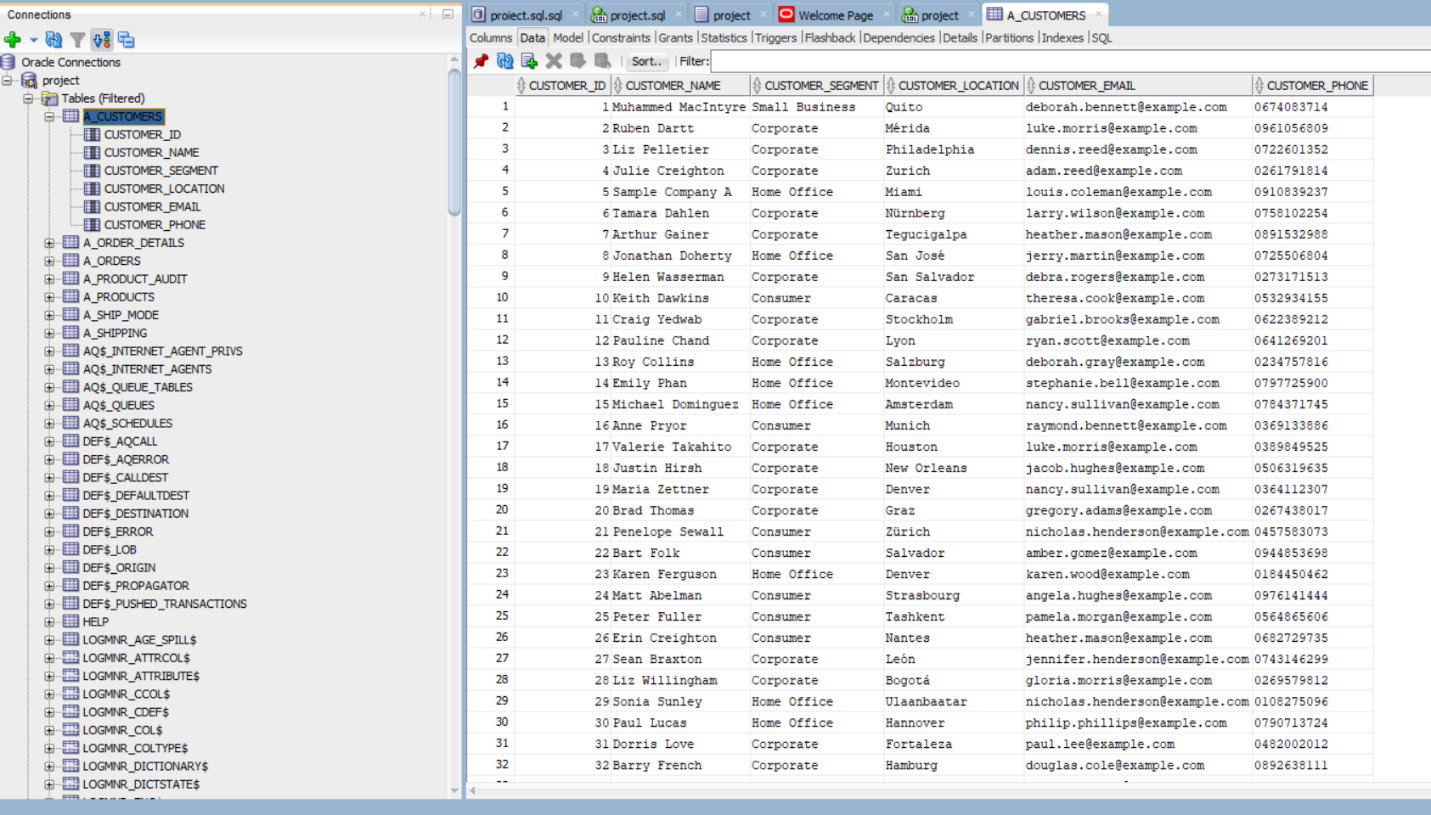 Connections
Oracle Connections
project
Tables (Filtered)
A_CUSTOMERS
CUSTOMER_ID
CUSTOMER_NAME
CUSTOMER_SEGMENT
CUSTOMER_LOCATION
CUSTOMER_EMAIL
CUSTOMER_PHONE
A_ORDER_DETAILS
A_ORDERS
A_PRODUCT_AUDIT
A_PRODUCTS
A_SHIP_MODE
A_SHIPPING
AQ$_INTERNET_AGENT_PRIVS
AQ$_INTERNET_AGENTS
AQ$_QUEUE_TABLES
AQ$_QUEUES
AQ$_SCHEDULES
DEF$_AQCALL
DEF$_AQERROR
DEF$_CALLDEST
DEF$_DEFAULTDEST
DEF$_DESTINATION
DEF$_ERROR
DEF$_LOB
DEF$_ORIGIN
DEF$_PROPAGATOR
DEF$_PUSHED_TRANSACTIONS
HELP
LOGMNR_AGE_SPILL$
LOGMNR_ATTRCOL$
LOGMNR_ATTRIBUTE$
LOGMNR_CCOL$
LOGMNR_CDEF$
LOGMNR_COL$
LOGMNR_COLTYPE$
LOGMNR_DICTIONARY$
LOGMNR_DICTSTATE$
project.sql.sql project.sql project Welcome Page project A_CUSTOMERS
Columns Data Model |Constraints |Grants |Statistics |Triggers |Flashback |Dependencies |Details |Partitions |Indexes |SQL
Sort.. Filter:
CUSTOMER_ID CUSTOMER_NAME CUSTOMER_SEGMENT CUSTOMER_LOCATION CUSTOMER_EMAIL CUSTOMER_PHONE
1 1 Muhammed MacIntyre Small Business Quito deborah.bennett@example.com 0674083714
2 2 Ruben Dartt Corporate Mérida luke.morris@example.com 0961056809
3 3 Liz Pelletier Corporate Philadelphia dennis.reed@example.com 0722601352
4 4 Julie Creighton Corporate Zurich adam.reed@example.com 0261791814
5 5 Sample Company A Home Office Miami louis.coleman@example.com 0910839237
6 6 Tamara Dahlen Corporate Nürnberg larry.wilson@example.com 0758102254
7 7 Arthur Gainer Corporate Tegucigalpa heather.mason@example.com 0891532988
8 8 Jonathan Doherty Home Office San José jerry.martin@example.com 0725506804
9 9 Helen Wasserman Corporate San Salvador debra.rogers@example.com 0273171513
10 10 Keith Dawkins Consumer Caracas theresa.cook@example.com 0532934155
11 11 Craig Yedwab Corporate Stockholm gabriel.brooks@example.com 0622389212
12 12 Pauline Chand Corporate Lyon ryan.scott@example.com 0641269201
13 13 Roy Collins Home Office Salzburg deborah.gray@example.com 0234757816
14 14 Emily Phan Home Office Montevideo stephanie.bell@example.com 0797725900
15 15 Michael Dominguez Home Office Amsterdam nancy.sullivan@example.com 0784371745
16 16 Anne Pryor Consumer Munich raymond.bennett@example.com 0369133886
17 17 Valerie Takahito Corporate Houston luke.morris@example.com 0389849525
18 18 Justin Hirsh Corporate New Orleans jacob.hughes@example.com 0506319635
19 19 Maria Zettner Corporate Denver nancy.sullivan@example.com 0364112307
20 20 Brad Thomas Corporate Graz gregory.adams@example.com 0267438017
21 21 Penelope Sewall Consumer Zürich nicholas.henderson@example.com 0457583073
22 22 Bart Folk Consumer Salvador amber.gomez@example.com 0944853698
23 23 Karen Ferguson Home Office Denver karen.wood@example.com 0184450462
24 24 Matt Abelman Consumer Strasbourg angela.hughes@example.com 0976141444
25 25 Peter Fuller Consumer Tashkent pamela.morgan@example.com 0564865606
26 26 Erin Creighton Consumer Nantes heather.mason@example.com 0682729735
27 27 Sean Braxton Corporate León jennifer.henderson@example.com 0743146299
28 28 Liz Willingham Corporate Bogotá gloria.morris@example.com 0269579812
29 29 Sonia Sunley Home Office Ulaanbaatar nicholas.henderson@example.com 0108275096
30 30 Paul Lucas Home Office Hannover philip.phillips@example.com 0790713724
31 31 Dorris Love Corporate Fortaleza paul.lee@example.com 0482002012
32 32 Barry French Corporate Hamburg douglas.cole@example.com 0892638111